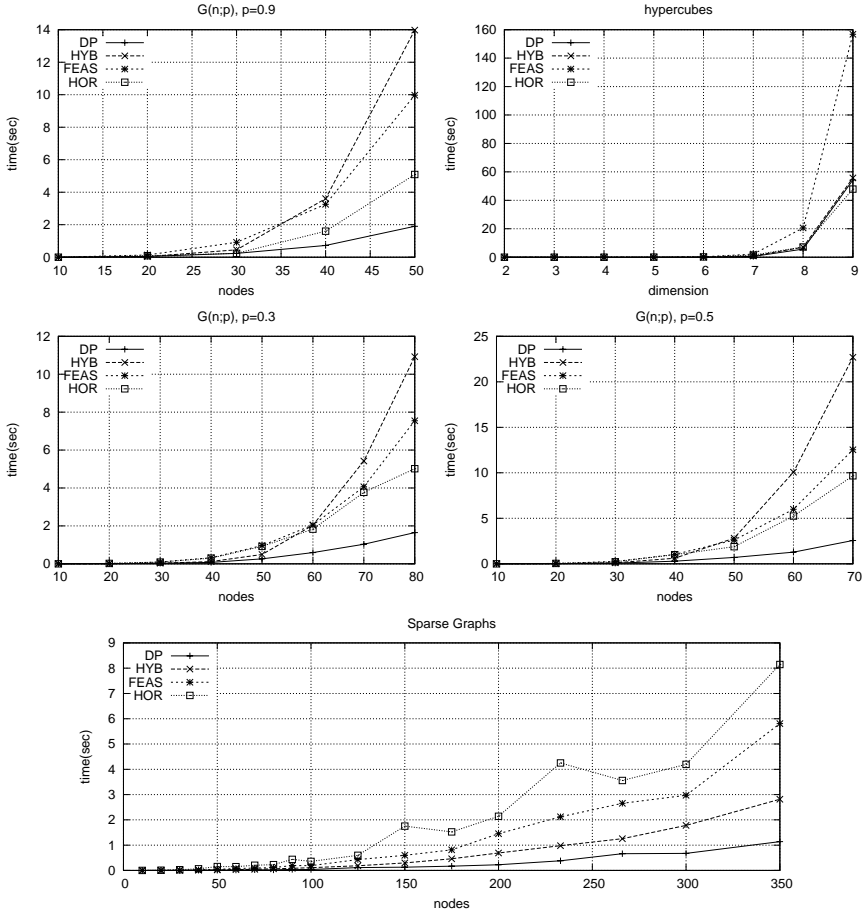 G(n;p), p=0.9
14
12
10
8
6
4
2
0
10 15 20 25 30 35 40 45 50
time(sec)
nodes
DP
HYB
FEAS
HOR
hypercubes
160
140
120
100
80
60
40
20
0
2 3 4 5 6 7 8 9
time(sec)
dimension
DP
HYB
FEAS
HOR
G(n;p), p=0.3
12
10
8
6
4
2
0
10 20 30 40 50 60 70 80
time(sec)
nodes
DP
HYB
FEAS
HOR
G(n;p), p=0.5
25
20
15
10
5
0
10 20 30 40 50 60 70
time(sec)
nodes
DP
HYB
FEAS
HOR
Sparse Graphs
9
8
7
6
5
4
3
2
1
0
0 50 100 150 200 250 300 350
time(sec)
nodes
DP
HYB
FEAS
HOR